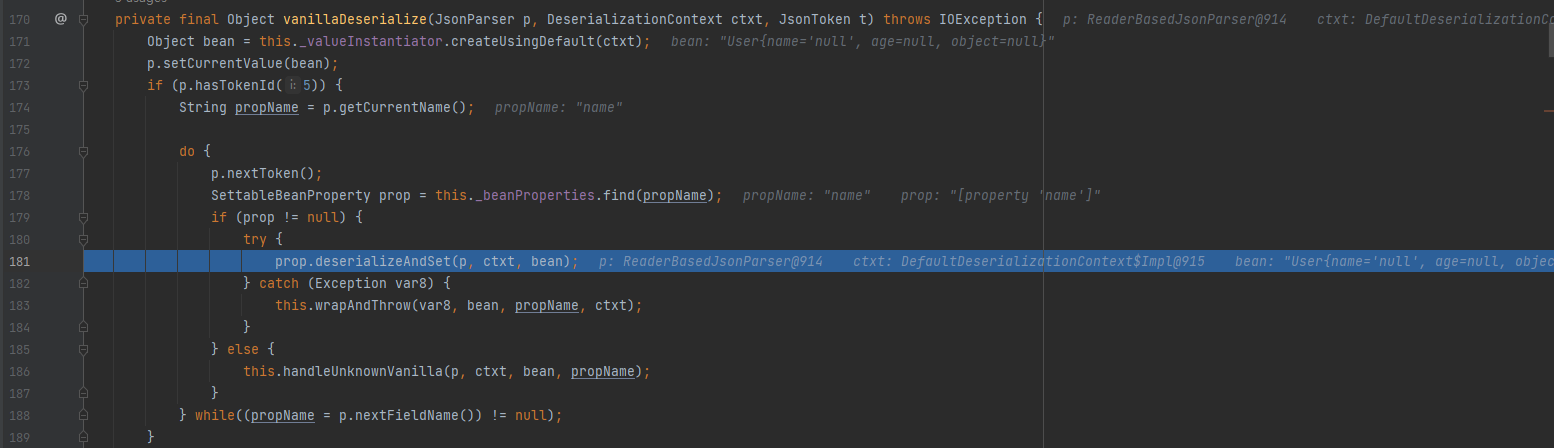 170 @ private final Object vanillaDeserialize(JsonParser p, DeserializationContext ctxt, JsonToken t) throws IOException { p: ReaderBasedJsonParser@914 ctxt: DefaultDeserializationCo
171 Object bean = this._valueInstantiator.createUsingDefault(ctxt); bean: "User{name='null', age=null, object=null}"
172 p.setCurrentValue(bean);
173 if (p.hasTokenId( i: 5)) {
174 String propName = p.getCurrentName(); propName: "name"
175
176 do {
177 p.nextToken();
178 SettableBeanProperty prop = this._beanProperties.find(propName); propName: "name" prop: "[property 'name']"
179 if (prop != null) {
180 try {
181 prop.deserializeAndSet(p, ctxt, bean); p: ReaderBasedJsonParser@914 ctxt: DefaultDeserializationContext$Impl@915 bean: "User{name='null', age=null, objec
182 } catch (Exception var8) {
183 this.wrapAndThrow(var8, bean, propName, ctxt);
184 }
185 } else {
186 this.handleUnknownVanilla(p, ctxt, bean, propName);
187 }
188 } while((propName = p.nextFieldName()) != null);
189 }